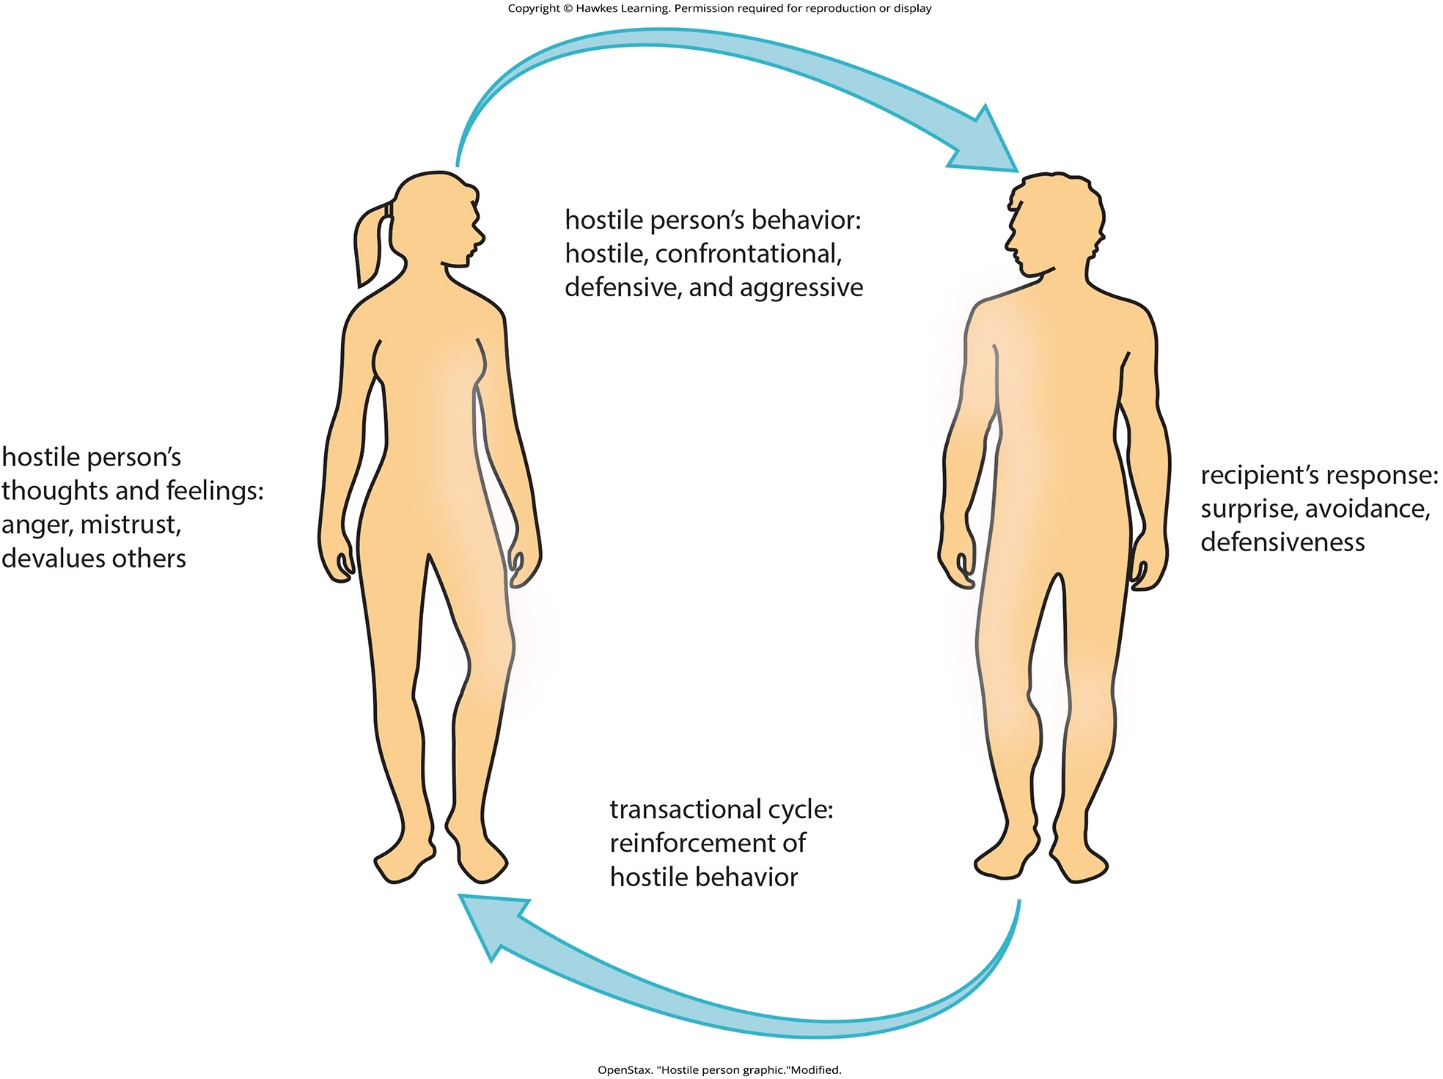 Copyright © Hawkes Learning. Permission required for reproduction or display
hostile person’s behavior:
hostile, confrontational,
defensive, and aggressive
hostile person’s
thoughts and feelings:
anger, mistrust,
devalues others
recipient’s response:
surprise, avoidance,
defensiveness
transactional cycle:
reinforcement of
hostile behavior
OpenStax. "Hostile person graphic."Modified.